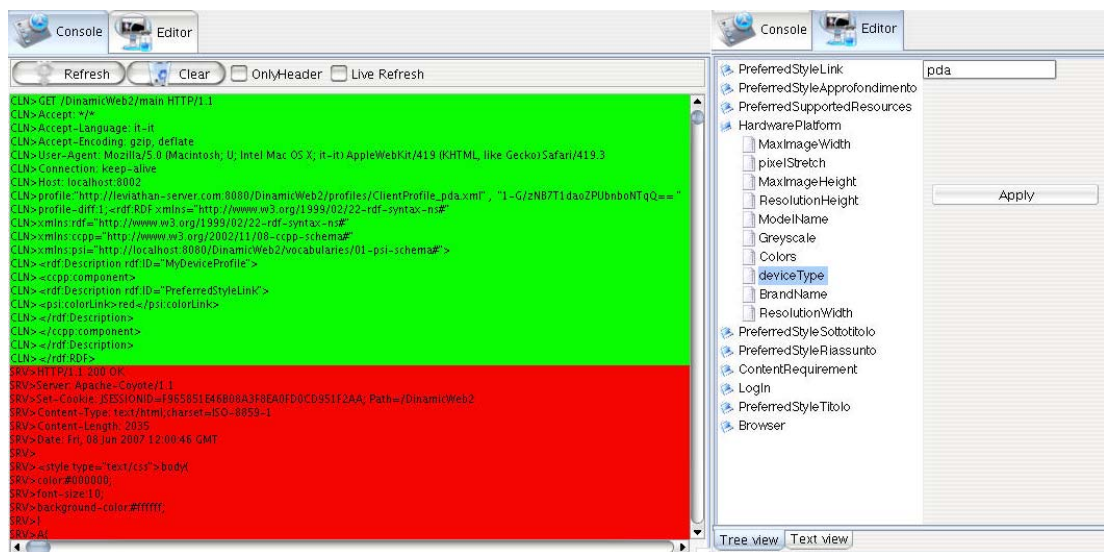 Console Editor
Refresh Clear OnlyHeader Live Refresh
CLN>GET /DinamicWeb2/main HTTP/1.1
CLN>Accept: */*
CLN>Accept-Language: it-it
CLN>Accept-Encoding: gzip, deflate
CLN>User-Agent: Mozilla/5.0 (Macintosh; U; Intel Mac OS X; it-it) AppleWebKit/419 (KHTML, like Gecko) Safari/419.3
CLN>Connection: keep-alive
CLN>Host: localhost:8002
CLN>profile:"http://leviathan-server.com:8080/DinamicWeb2/profiles/ClientProfile_pda.xml" , "1-G/zNB7T1daoZPUbnboNTqQ=="
CLN>profile-diff:1;<rdf:RDF xmlns="http://www.w3.org/1999/02/22-rdf-syntax-ns#"
CLN>xmlns:rdf="http://www.w3.org/1999/02/22-rdf-syntax-ns#"
CLN>xmlns:ccpp="http://www.w3.org/2002/11/08-ccpp-schema#"
CLN>xmlns:psi="http://localhost:8080/DinamicWeb2/vocabularies/01-psi-schema#">
CLN><rdf:Description rdf:ID="MyDeviceProfile">
CLN><ccpp:component>
CLN><rdf:Description rdf:ID="PreferredStyleLink">
CLN><psi:colorLink>red</psi:colorLink>
CLN></rdf:Description>
CLN></ccpp:component>
CLN></rdf:Description>
CLN></rdf:RDF>
SRV>HTTP/1.1 200 OK
SRV>Server: Apache-Coyote/1.1
SRV>Set-Cookie: JSESSIONID=F965851E46B08A3F8EA0FD0CD951F2AA; Path=/DinamicWeb2
SRV>Content-Type: text/html;charset=ISO-8859-1
SRV>Content-Length: 2035
SRV>Date: Fri, 08 Jun 2007 12:00:46 GMT
SRV>
SRV><style type="text/css">body{
SRV>color:#000000;
SRV>font-size:10;
SRV>background-color:#ffffff;
SRV>}
SRV>A{
Console Editor
PreferredStyleLink
PreferredStyleApprofondimento
PreferredSupportedResources
HardwarePlatform
MaxImageWidth
pixelStretch
MaxImageHeight
ResolutionHeight
ModelName
Greyscale
Colors
deviceType
BrandName
ResolutionWidth
PreferredStyleSottotitolo
PreferredStyleRiassunto
ContentRequirement
LogIn
PreferredStyleTitolo
Browser
pda
Apply
Tree view Text view